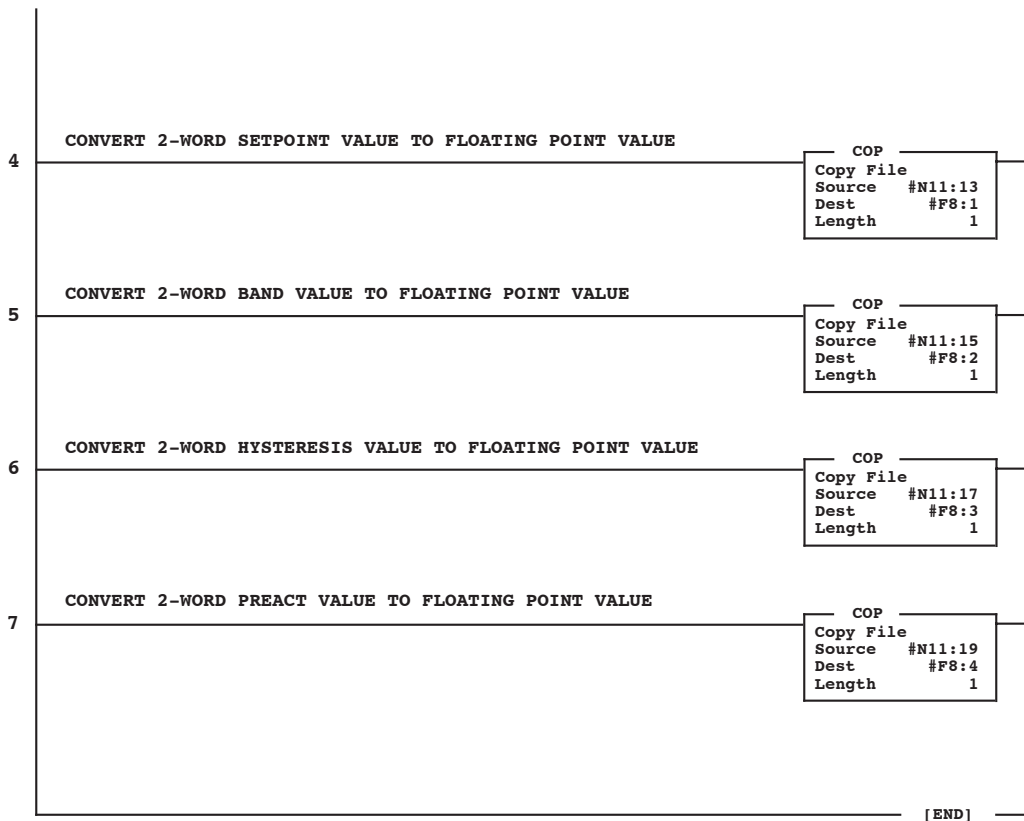 CONVERT 2-WORD SETPOINT VALUE TO FLOATING POINT VALUE
4
COP
Copy File
Source #N11:13
Dest #F8:1
Length 1
CONVERT 2-WORD BAND VALUE TO FLOATING POINT VALUE
5
COP
Copy File
Source #N11:15
Dest #F8:2
Length 1
CONVERT 2-WORD HYSTERESIS VALUE TO FLOATING POINT VALUE
6
COP
Copy File
Source #N11:17
Dest #F8:3
Length 1
CONVERT 2-WORD PREACT VALUE TO FLOATING POINT VALUE
7
COP
Copy File
Source #N11:19
Dest #F8:4
Length 1
[END]